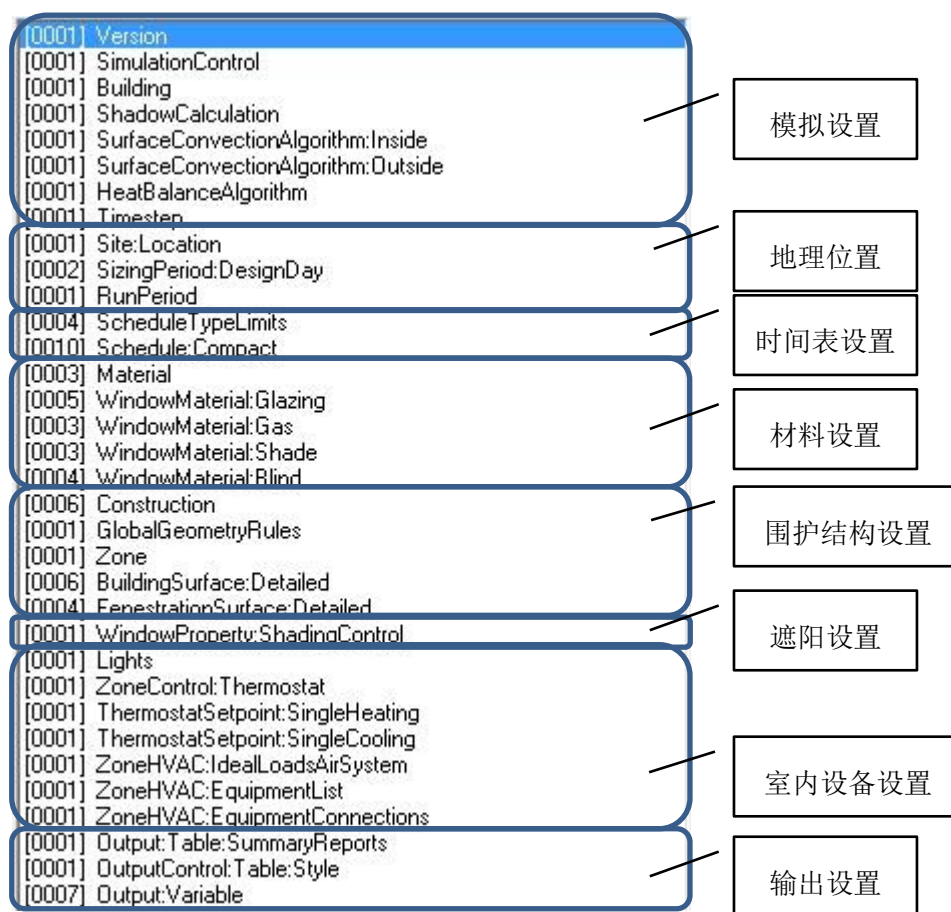 [0001] Version
[0001] SimulationControl
[0001] Building
[0001] ShadowCalculation
[0001] SurfaceConvectionAlgorithm:Inside
[0001] SurfaceConvectionAlgorithm:Outside
[0001] HeatBalanceAlgorithm
[0001] Timestep
模拟设置
[0001] Site:Location
[0002] SizingPeriod:DesignDay
[0001] RunPeriod
地理位置
[0004] ScheduleTypeLimits
[0010] Schedule:Compact
时间表设置
[0003] Material
[0005] WindowMaterial:Glazing
[0003] WindowMaterial:Gas
[0003] WindowMaterial:Shade
[0004] WindowMaterial:Blind
材料设置
[0006] Construction
[0001] GlobalGeometryRules
[0001] Zone
[0006] BuildingSurface:Detailed
[0004] FenestrationSurface:Detailed
围护结构设置
[0001] WindowProperty:ShadingControl
遮阳设置
[0001] Lights
[0001] ZoneControl:Thermostat
[0001] ThermostatSetpoint:SingleHeating
[0001] ThermostatSetpoint:SingleCooling
[0001] ZoneHVAC:IdealLoadsAirSystem
[0001] ZoneHVAC:EquipmentList
[0001] ZoneHVAC:EquipmentConnections
室内设备设置
[0001] Output:Table:SummaryReports
[0001] OutputControl:Table:Style
[0007] Output:Variable
输出设置